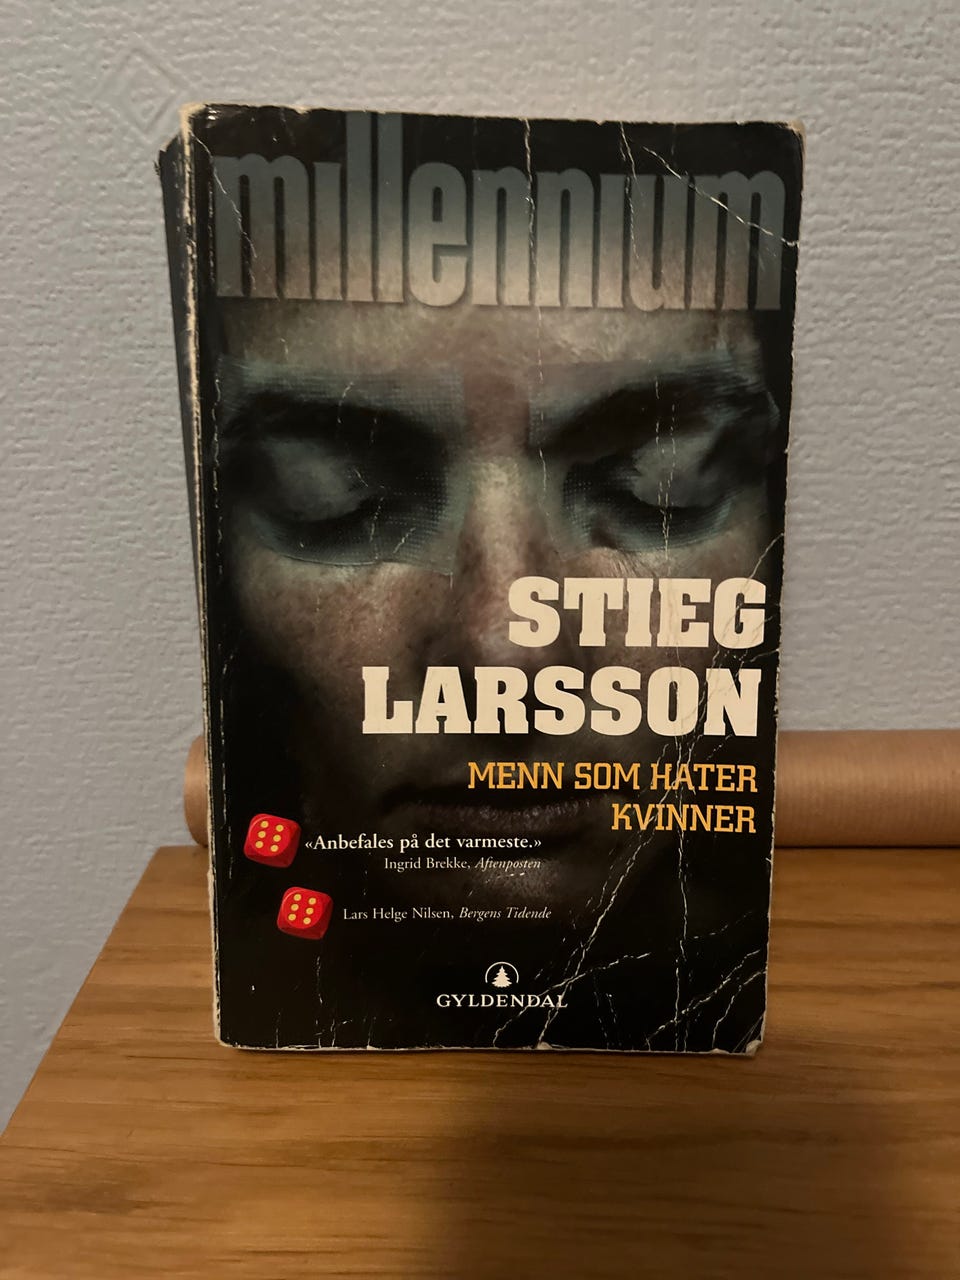 millennium
STIEG
LARSSON
MENN SOM HATER
KVINNER
«Anbefales på det varmeste.»
Ingrid Brekke, Aftenposten
Lars Helge Nilsen, Bergens Tidende
GYLDENDAL